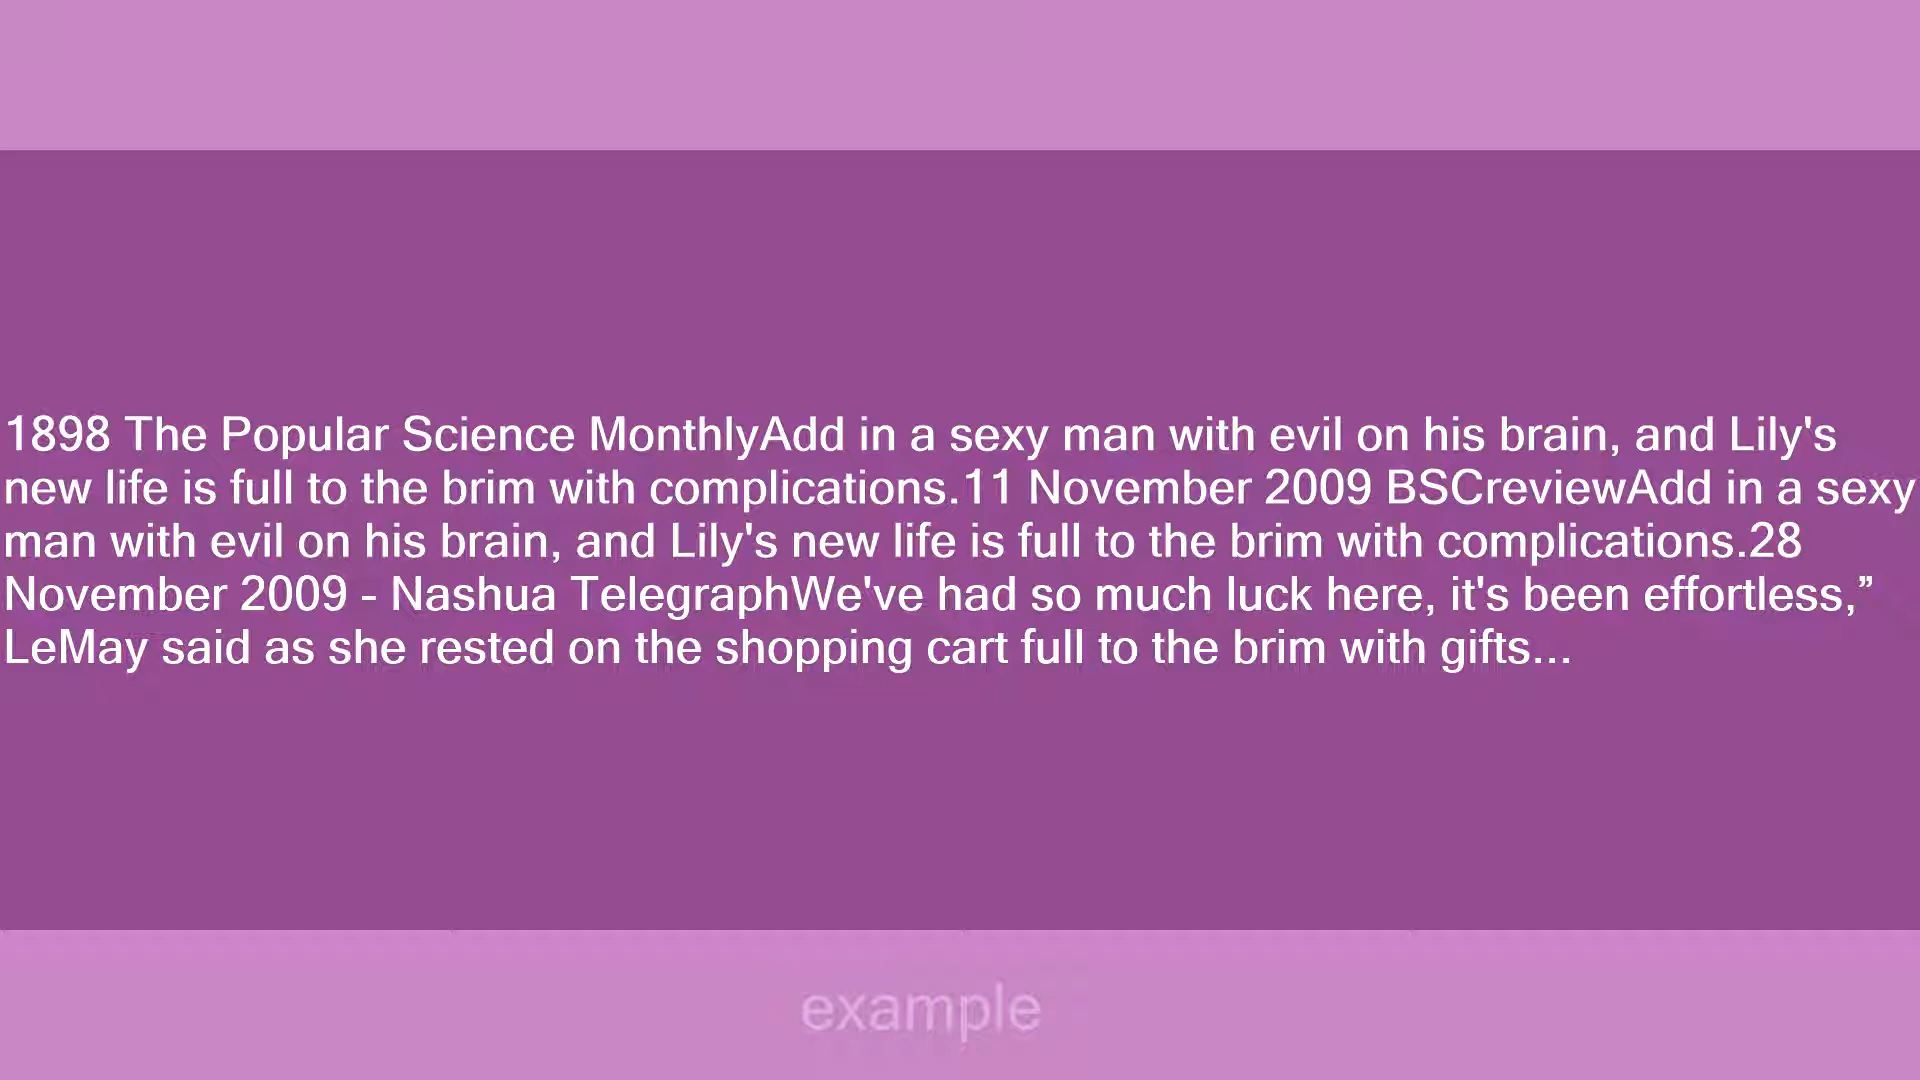 1898 The Popular Science MonthlyAdd in a sexy man with evil on his brain, and Lily's
new life is full to the brim with complications.11 November 2009 BSCreviewAdd in a sexy
man with evil on his brain, and Lily's new life is full to the brim with complications.28
November 2009 - Nashua TelegraphWe've had so much luck here, it's been effortless,”
LeMay said as she rested on the shopping cart full to the brim with gifts...
example